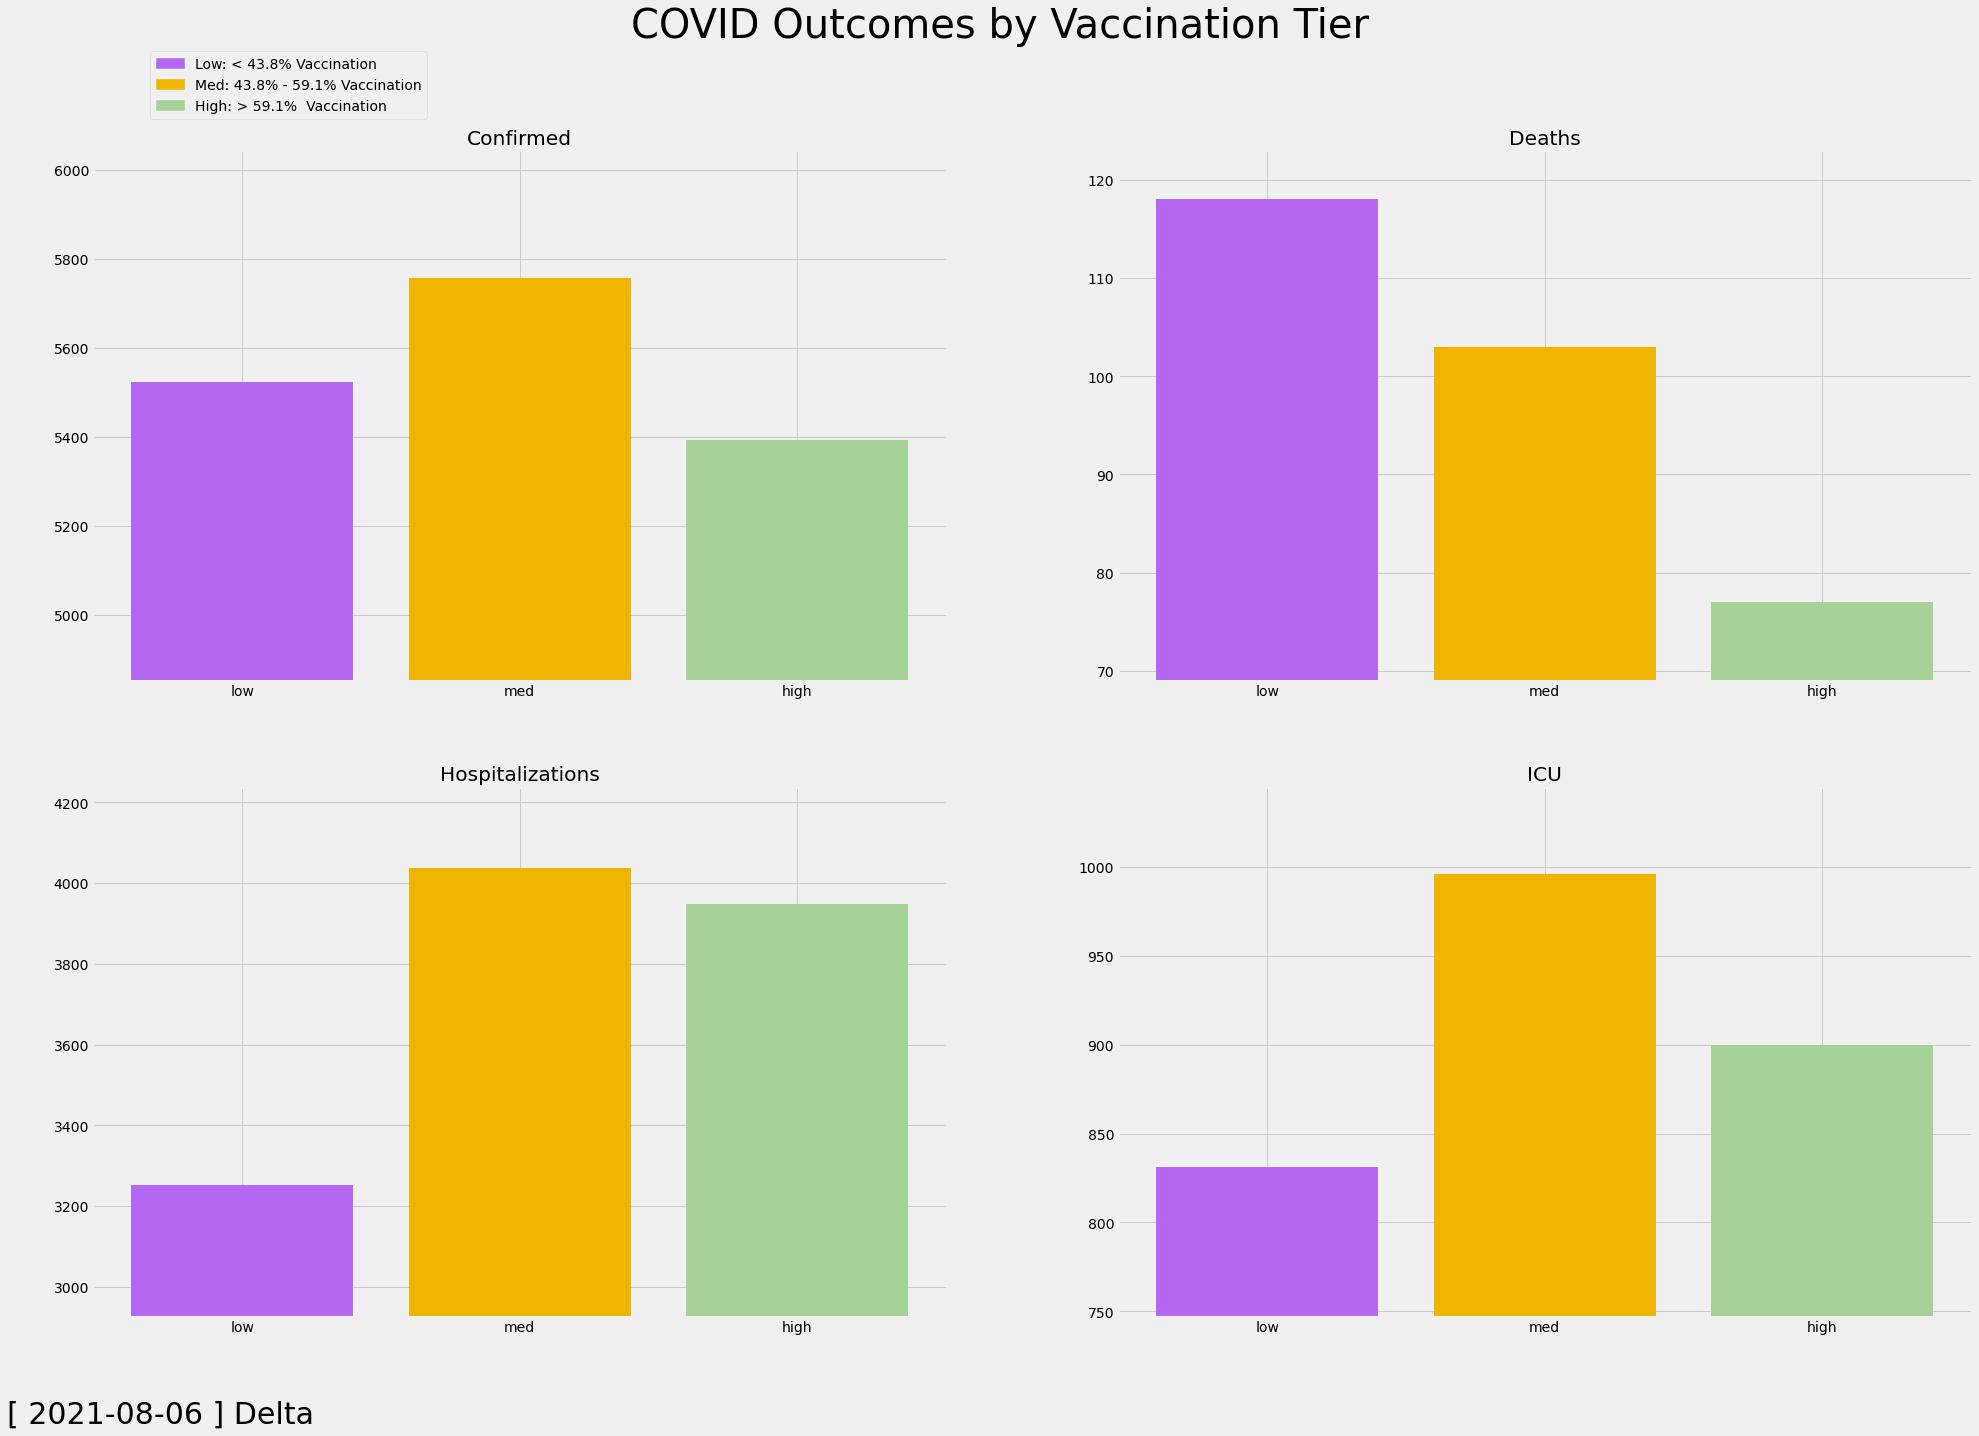 COVID Outcomes by Vaccination Tier
Low: < 43.8% Vaccination
Med: 43.8% - 59.1% Vaccination
High: > 59.1%  Vaccination
Confirmed
6000
5800
5600
5400
5200
5000
low med high
Deaths
120
110
100
90
80
70
low med high
Hospitalizations
4200
4000
3800
3600
3400
3200
3000
low med high
ICU
1000
950
900
850
800
750
low med high
[ 2021-08-06 ] Delta